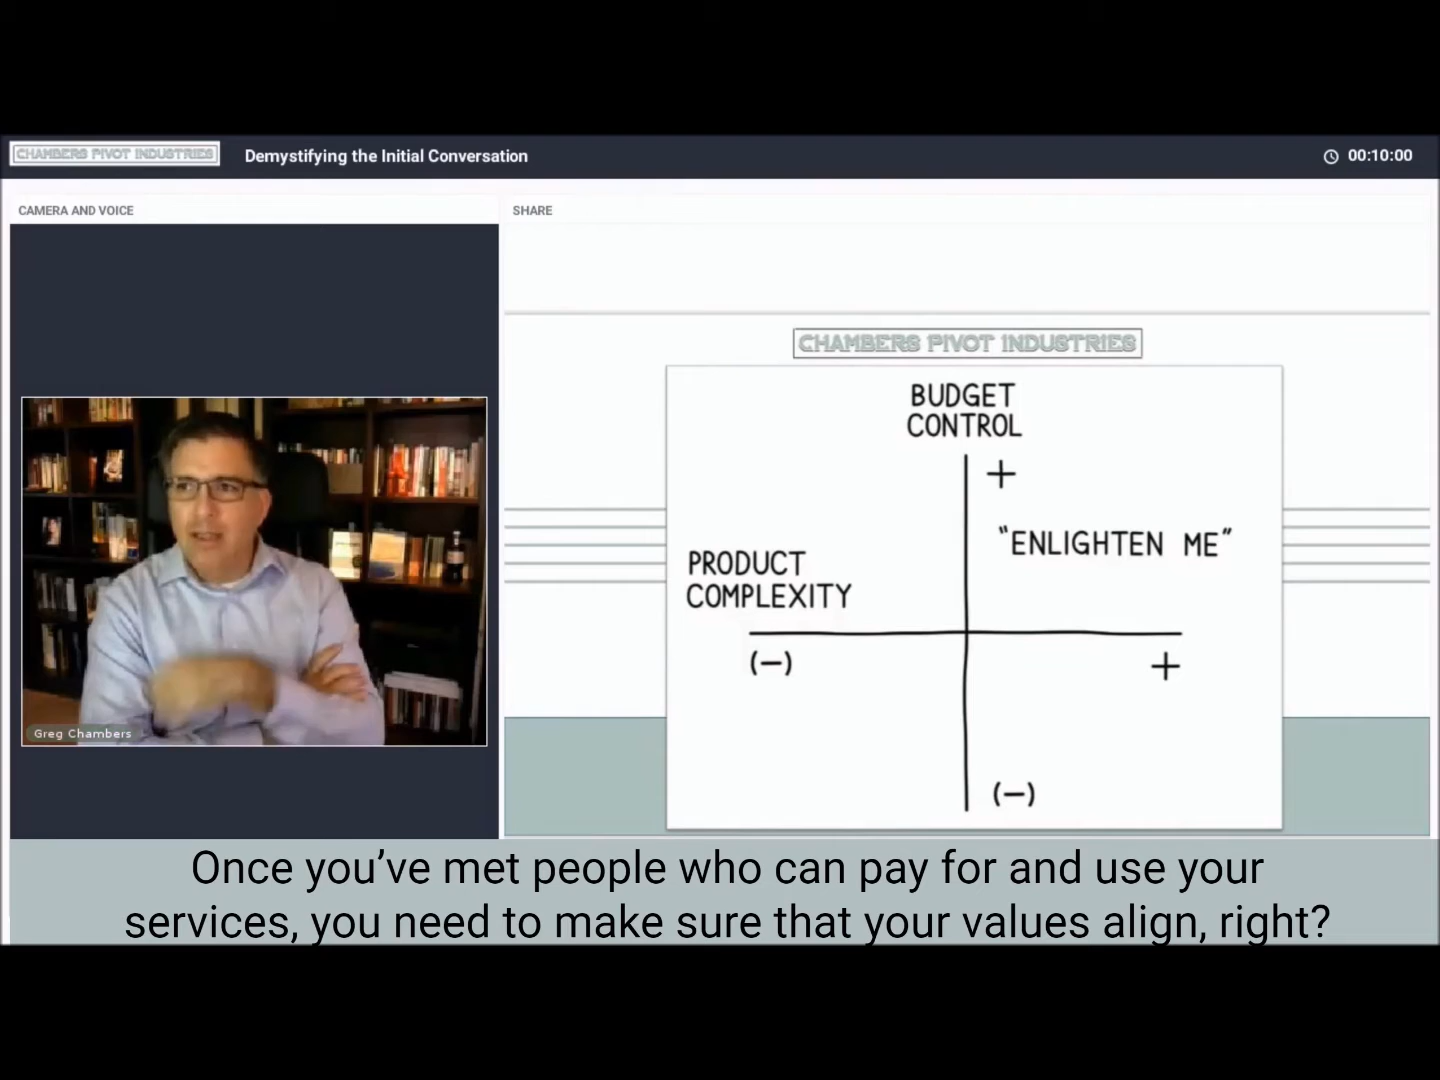 CHAMBERS PIVOT INDUSTRIES
Demystifying the Initial Conversation
00:10:00
CAMERA AND VOICE
SHARE
CHAMBERS PIVOT INDUSTRIES
BUDGET
CONTROL
+
“ENLIGHTEN ME”
PRODUCT
COMPLEXITY
(−)
+
(−)
Greg Chambers
Once you’ve met people who can pay for and use your
services, you need to make sure that your values align, right?